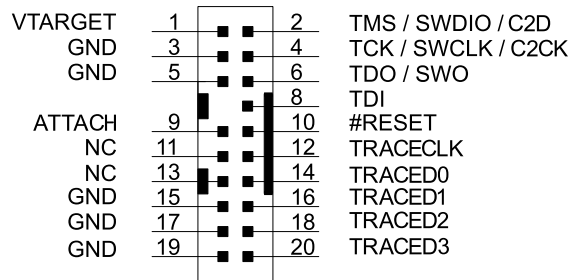 VTARGET 1 2 TMS / SWDIO / C2D
GND 3 4 TCK / SWCLK / C2CK
GND 5 6 TDO / SWO
8 TDI
ATTACH 9 10 #RESET
NC 11 12 TRACECLK
NC 13 14 TRACED0
GND 15 16 TRACED1
GND 17 18 TRACED2
GND 19 20 TRACED3